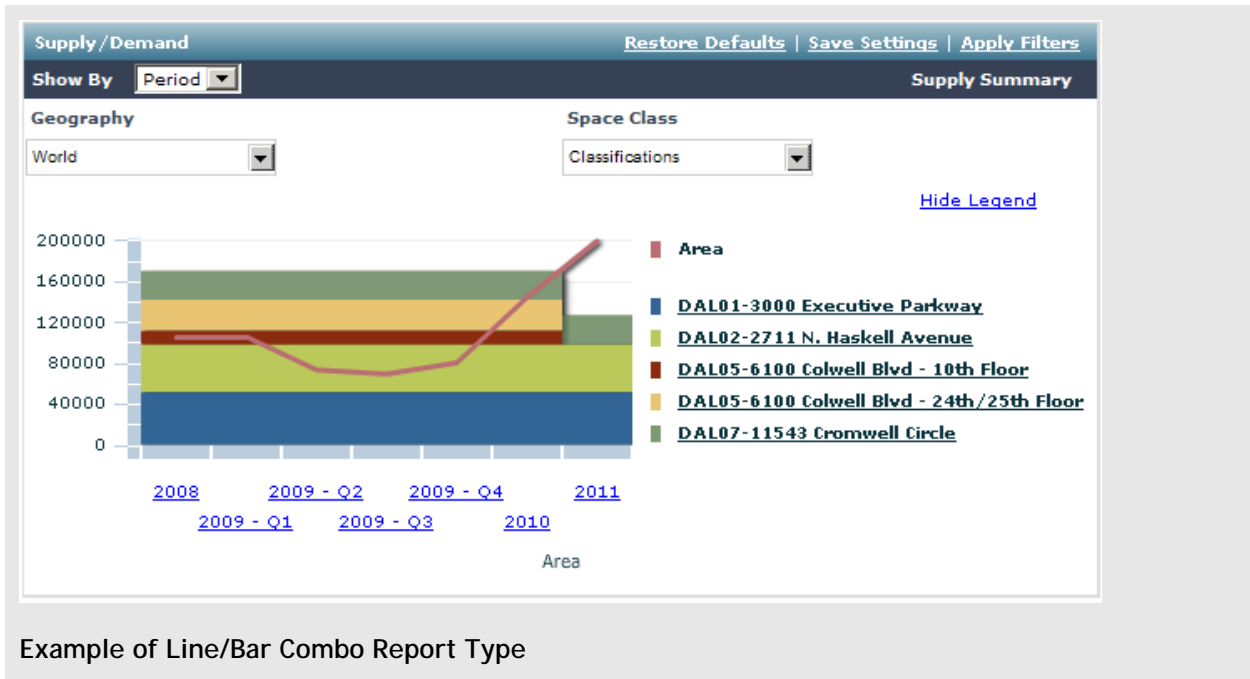 Supply/Demand Restore Defaults | Save Settings | Apply Filters
Show By Period Supply Summary
Geography Space Class
World Classifications
Hide Legend
200000
160000
120000
80000
40000
0
Area
DAL01-3000 Executive Parkway
DAL02-2711 N. Haskell Avenue
DAL05-6100 Colwell Blvd - 10th Floor
DAL05-6100 Colwell Blvd - 24th/25th Floor
DAL07-11543 Cromwell Circle
2008 2009 - Q2 2009 - Q4 2011
2009 - Q1 2009 - Q3 2010
Area
Example of Line/Bar Combo Report Type